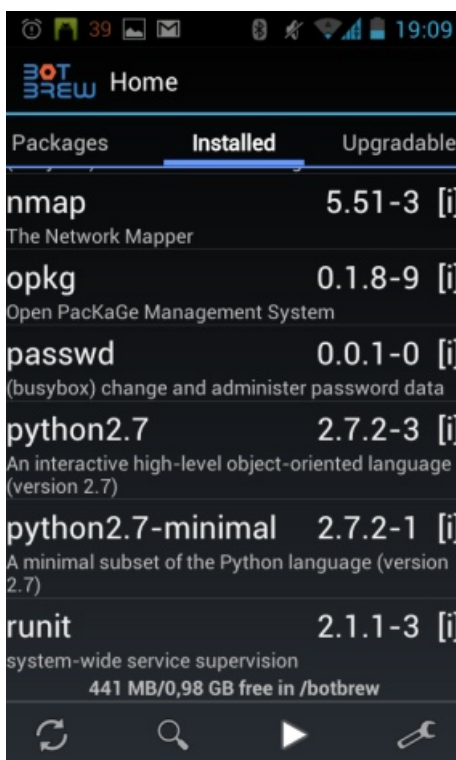 39 19:09
BOT BREW Home
Packages Installed Upgradable
nmap 5.51-3 [i]
The Network Mapper
opkg 0.1.8-9 [i]
Open PacKaGe Management System
passwd 0.0.1-0 [i]
(busybox) change and administer password data
python2.7 2.7.2-3 [i]
An interactive high-level object-oriented language
(version 2.7)
python2.7-minimal 2.7.2-1 [i]
A minimal subset of the Python language (version
2.7)
runit 2.1.1-3 [i]
system-wide service supervision
441 MB/0,98 GB free in /botbrew